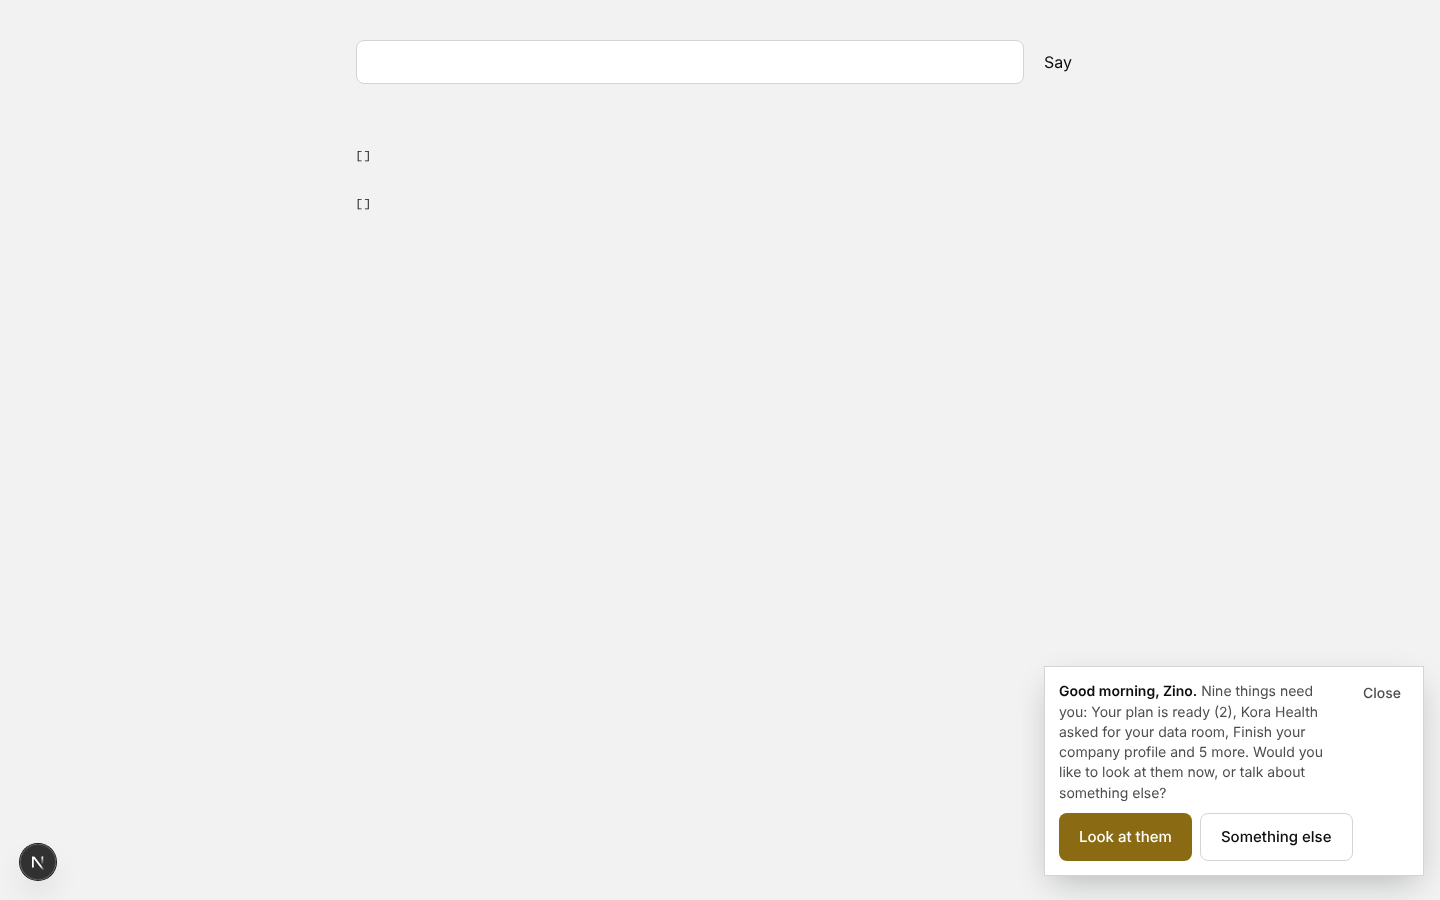 Say
[]
[]
Good morning, Zino. Nine things need
you: Your plan is ready (2), Kora Health
asked for your data room, Finish your
company profile and 5 more. Would you
like to look at them now, or talk about
something else?
Close
Look at them
Something else
N